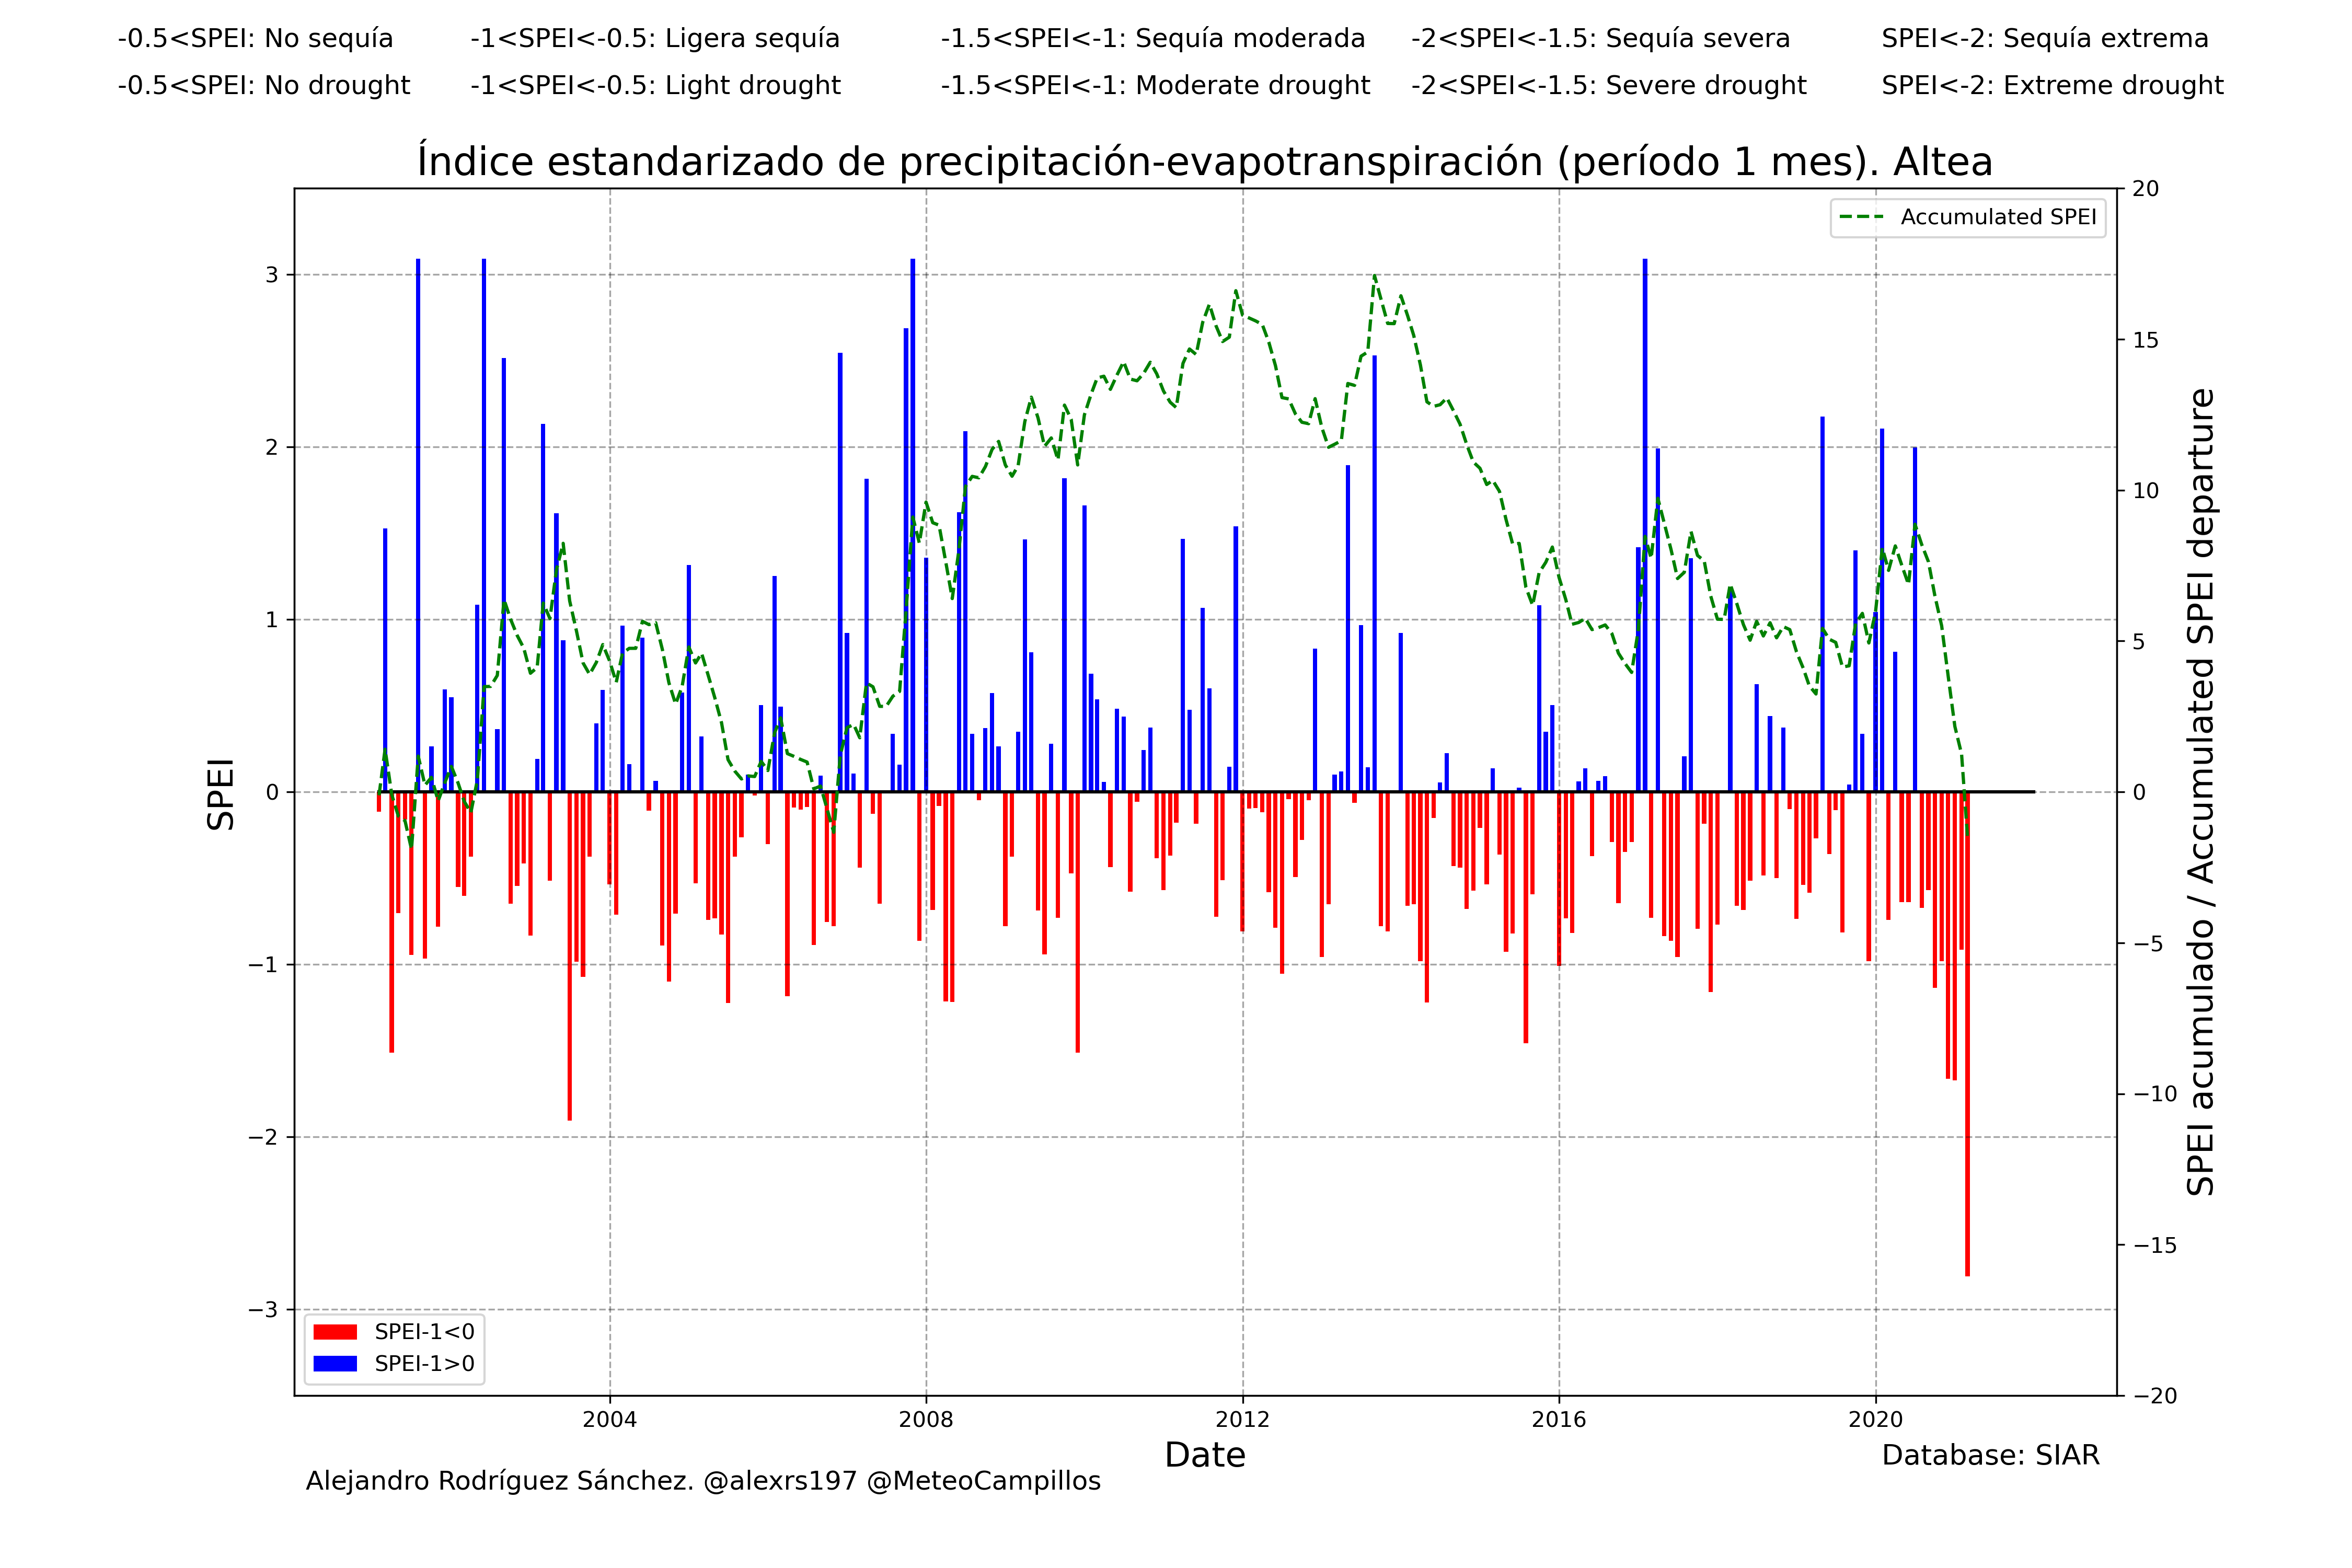 -0.5<SPEI: No sequía -1<SPEI<-0.5: Ligera sequía -1.5<SPEI<-1: Sequía moderada -2<SPEI<-1.5: Sequía severa SPEI<-2: Sequía extrema
-0.5<SPEI: No drought -1<SPEI<-0.5: Light drought -1.5<SPEI<-1: Moderate drought -2<SPEI<-1.5: Severe drought SPEI<-2: Extreme drought
Índice estandarizado de precipitación-evapotranspiración (período 1 mes). Altea
Accumulated SPEI
SPEI
3
2
1
0
−1
−2
−3
20
15
10
5
0
−5
−10
−15
−20
SPEI acumulado / Accumulated SPEI departure
SPEI-1<0
SPEI-1>0
2004 2008 2012 2016 2020
Date
Database: SIAR
Alejandro Rodríguez Sánchez. @alexrs197 @MeteoCampillos